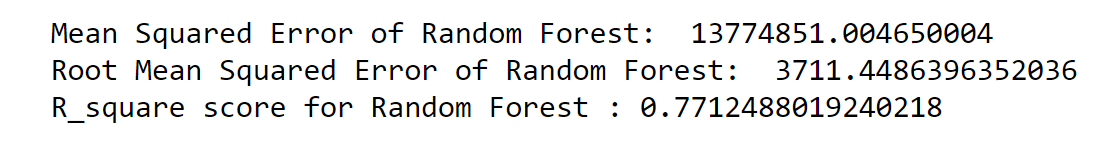 Mean Squared Error of Random Forest:  13774851.004650004
Root Mean Squared Error of Random Forest:  3711.4486396352036
R_square score for Random Forest : 0.7712488019240218